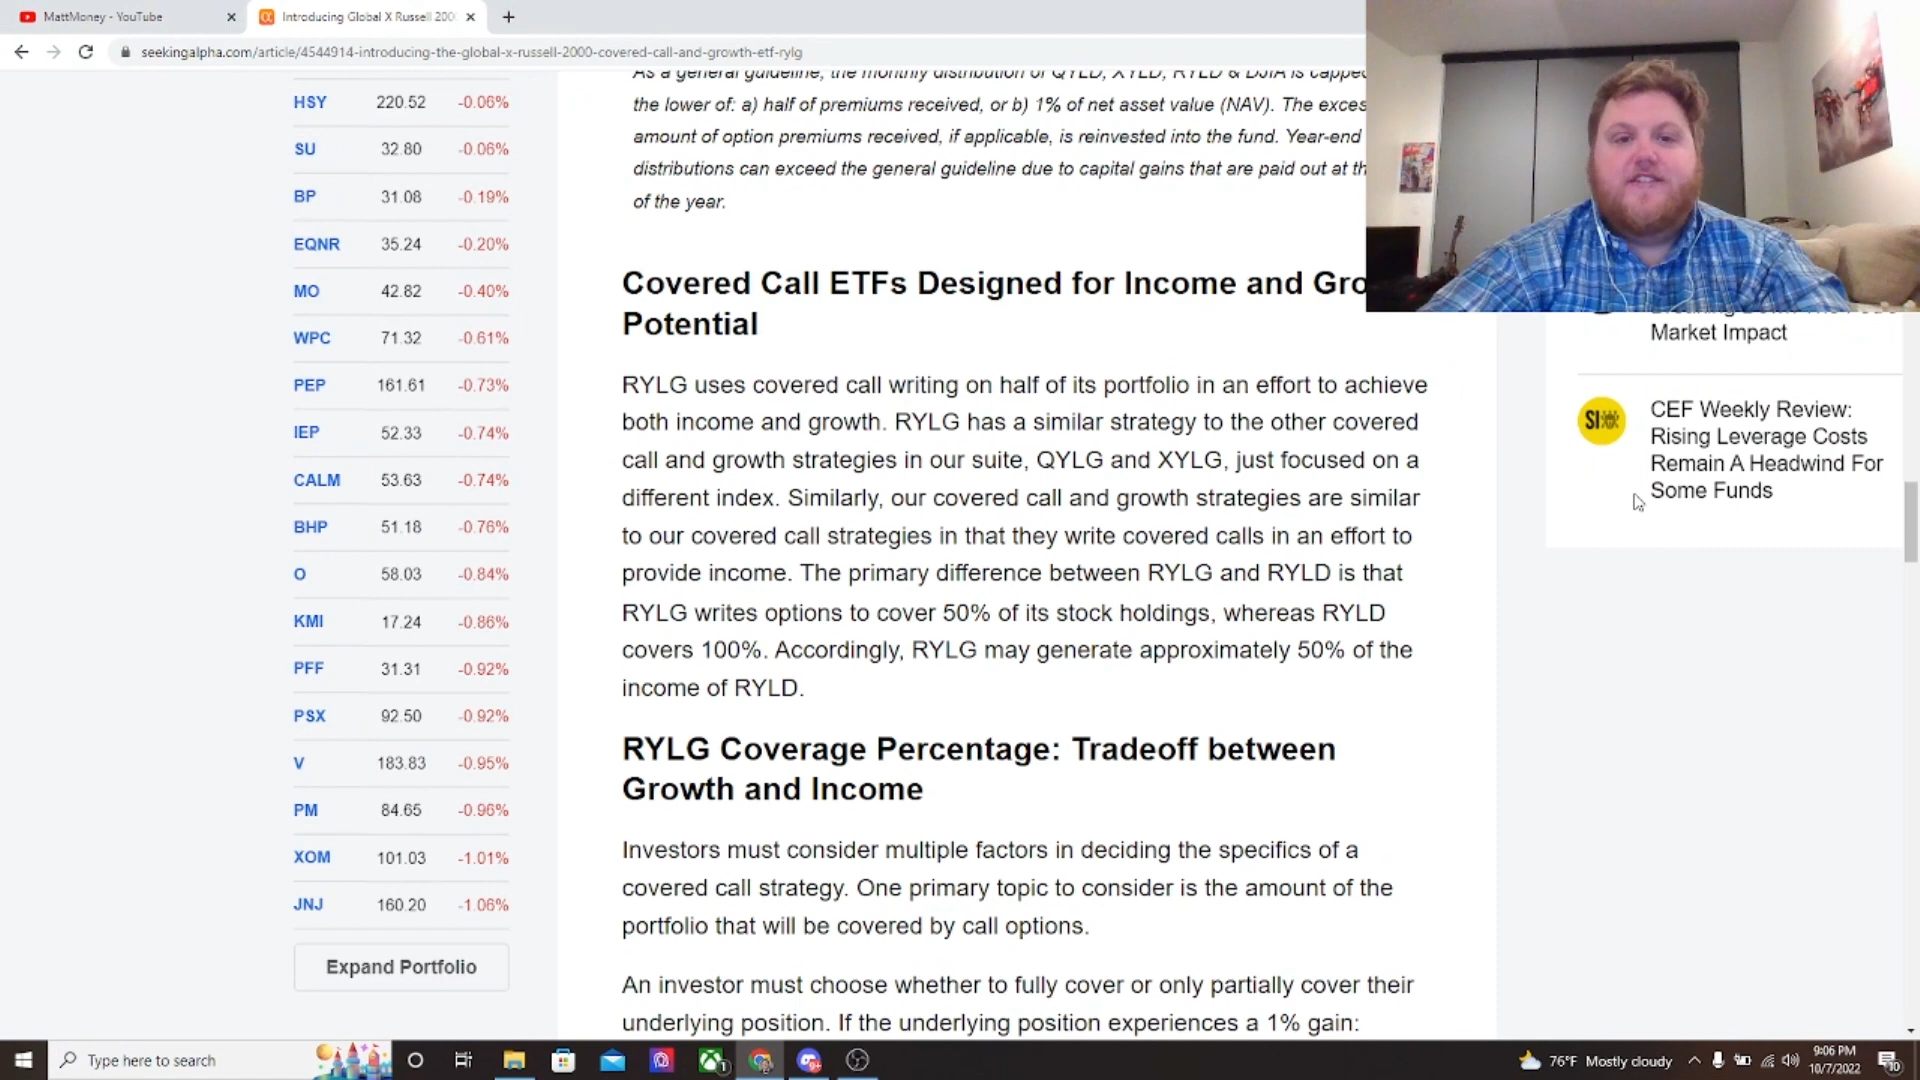 MattMoney - YouTube
Introducing Global X Russell 200
seekingalpha.com/article/4544914-introducing-the-global-x-russell-2000-covered-call-and-growth-etf-rylg
HSY 220.52 -0.06%
SU 32.80 -0.06%
BP 31.08 -0.19%
EQNR 35.24 -0.20%
MO 42.82 -0.40%
WPC 71.32 -0.61%
PEP 161.61 -0.73%
IEP 52.33 -0.74%
CALM 53.63 -0.74%
BHP 51.18 -0.76%
O 58.03 -0.84%
KMI 17.24 -0.86%
PFF 31.31 -0.92%
PSX 92.50 -0.92%
V 183.83 -0.95%
PM 84.65 -0.96%
XOM 101.03 -1.01%
JNJ 160.20 -1.06%
Expand Portfolio
As a general guideline, the monthly distribution of QYLD, XYLD, RYLD & DJIA is capped
the lower of: a) half of premiums received, or b) 1% of net asset value (NAV). The exces
amount of option premiums received, if applicable, is reinvested into the fund. Year-end
distributions can exceed the general guideline due to capital gains that are paid out at th
of the year.
Covered Call ETFs Designed for Income and Gro
Potential
RYLG uses covered call writing on half of its portfolio in an effort to achieve
both income and growth. RYLG has a similar strategy to the other covered
call and growth strategies in our suite, QYLG and XYLG, just focused on a
different index. Similarly, our covered call and growth strategies are similar
to our covered call strategies in that they write covered calls in an effort to
provide income. The primary difference between RYLG and RYLD is that
RYLG writes options to cover 50% of its stock holdings, whereas RYLD
covers 100%. Accordingly, RYLG may generate approximately 50% of the
income of RYLD.
RYLG Coverage Percentage: Tradeoff between
Growth and Income
Investors must consider multiple factors in deciding the specifics of a
covered call strategy. One primary topic to consider is the amount of the
portfolio that will be covered by call options.
An investor must choose whether to fully cover or only partially cover their
underlying position. If the underlying position experiences a 1% gain:
Market Impact
SI
CEF Weekly Review:
Rising Leverage Costs
Remain A Headwind For
Some Funds
Type here to search
1
9+
76°F Mostly cloudy
9:06 PM
10/7/2022
10